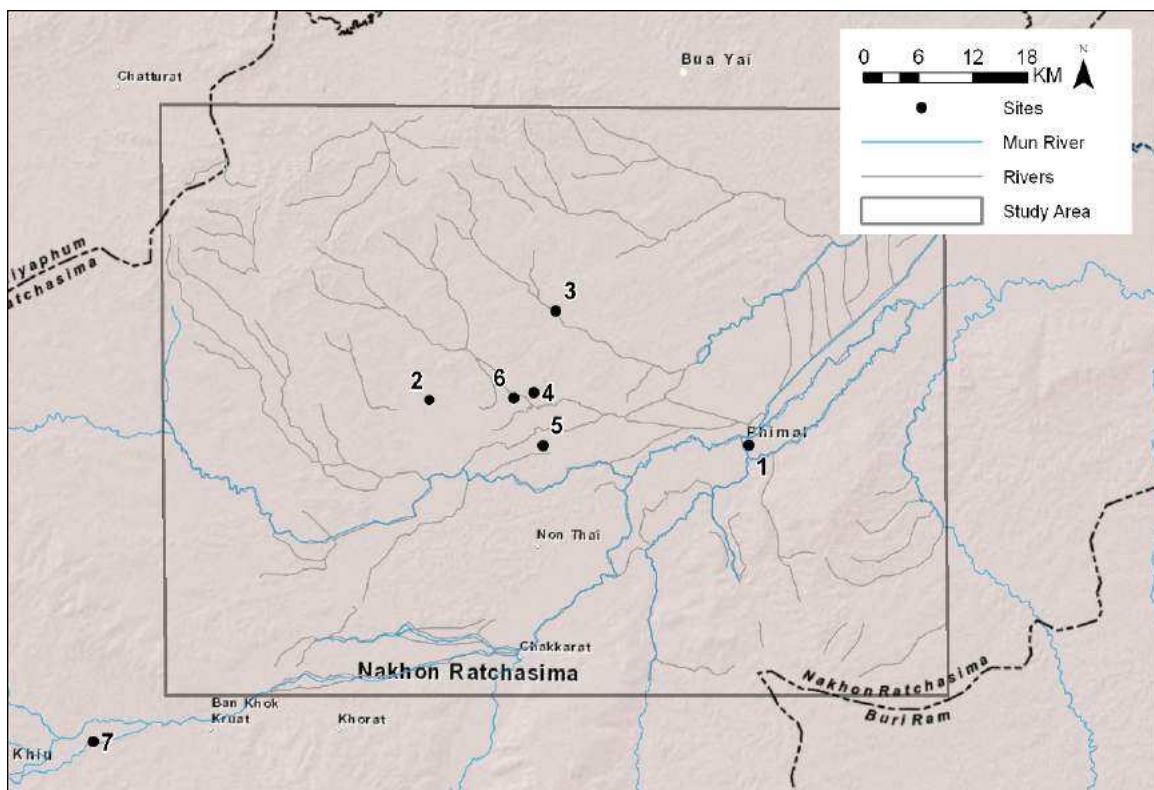 Chatturat
Bua Yai
0 6 12 18
KM
N
Sites
Mun River
Rivers
Study Area
iyaphum
atchasima
3
2
6
4
5
Phimai
1
Non Thai
Chakkarat
Nakhon Ratchasima
Nakhon Ratchasima
Buri Ram
Ban Khok
Kruat
Khorat
7
Khiu